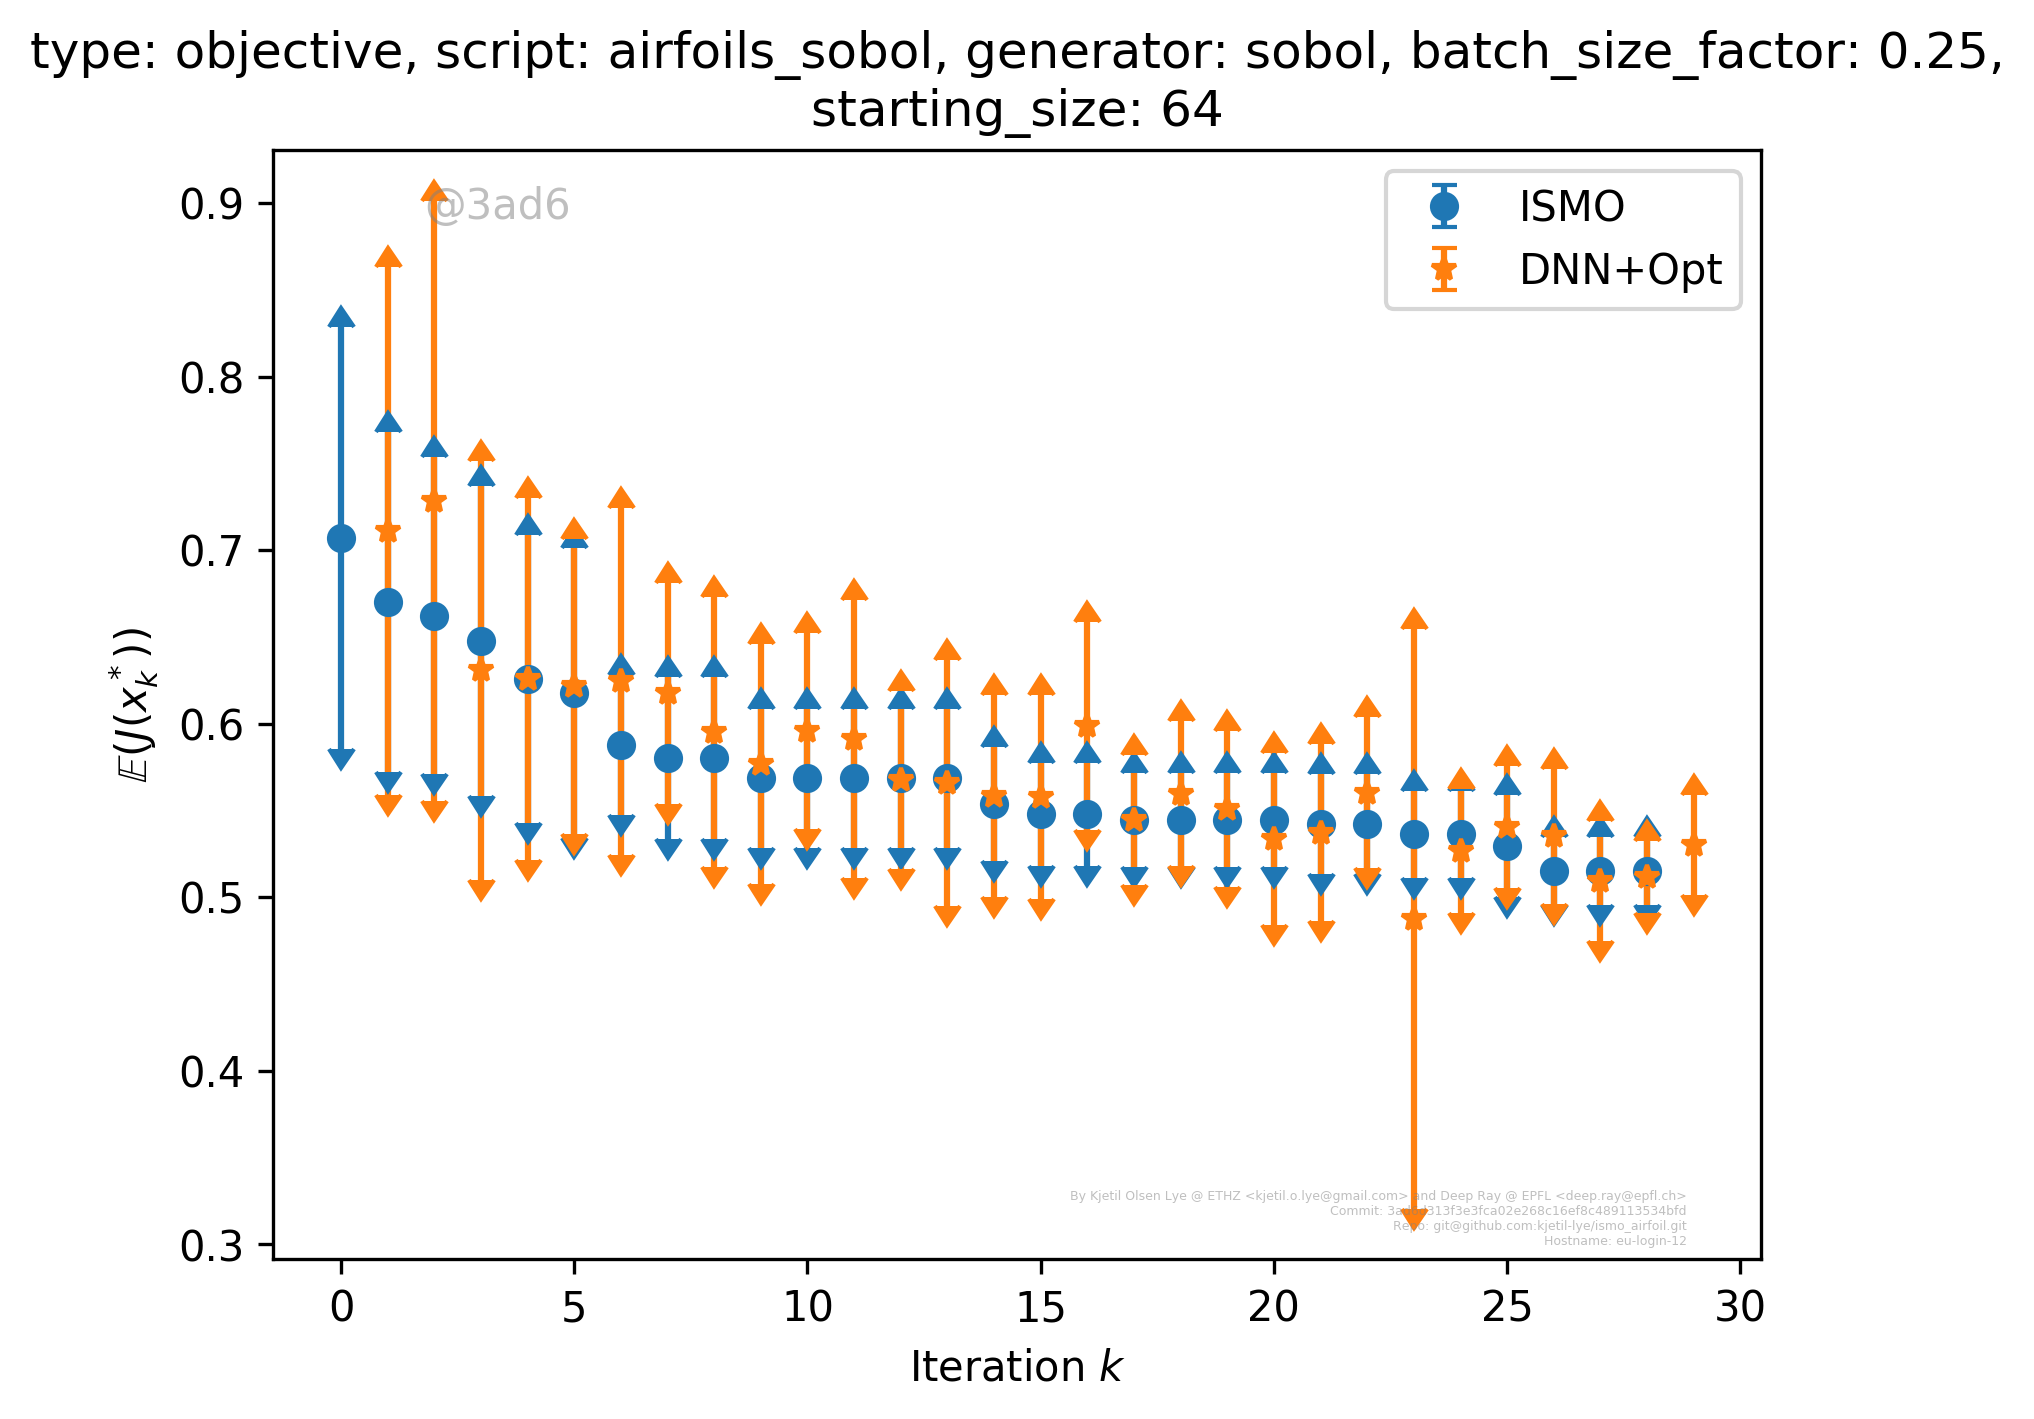 type: objective, script: airfoils_sobol, generator: sobol, batch_size_factor: 0.25,
starting_size: 64
@3ad6
ISMO
DNN+Opt
0.9
0.8
0.7
0.6
0.5
0.4
0.3
𝔼(J(x*k))
By Kjetil Olsen Lye @ ETHZ <kjetil.o.lye@gmail.com> and Deep Ray @ EPFL <deep.ray@epfl.ch>
Repo: git@github.com:kjetil-lye/ismo_airfoil.git
Hostname: eu-login-12
0 5 10 15 20 25 30
Iteration k